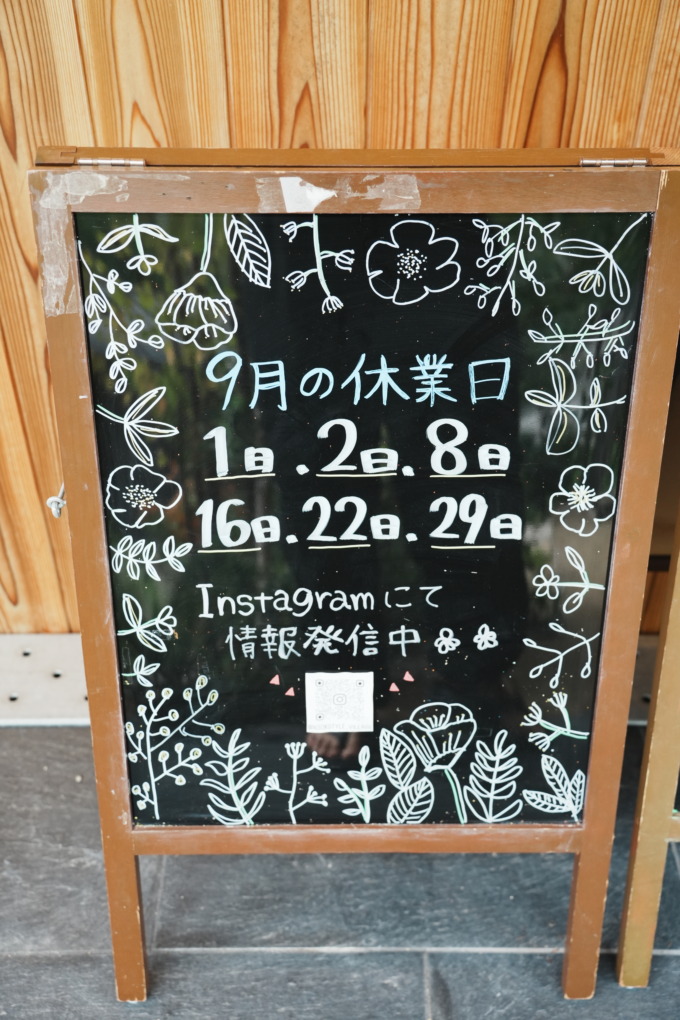 9月の休業日
1日.2日.8日
16日.22日.29日
Instagramにて
情報発信中